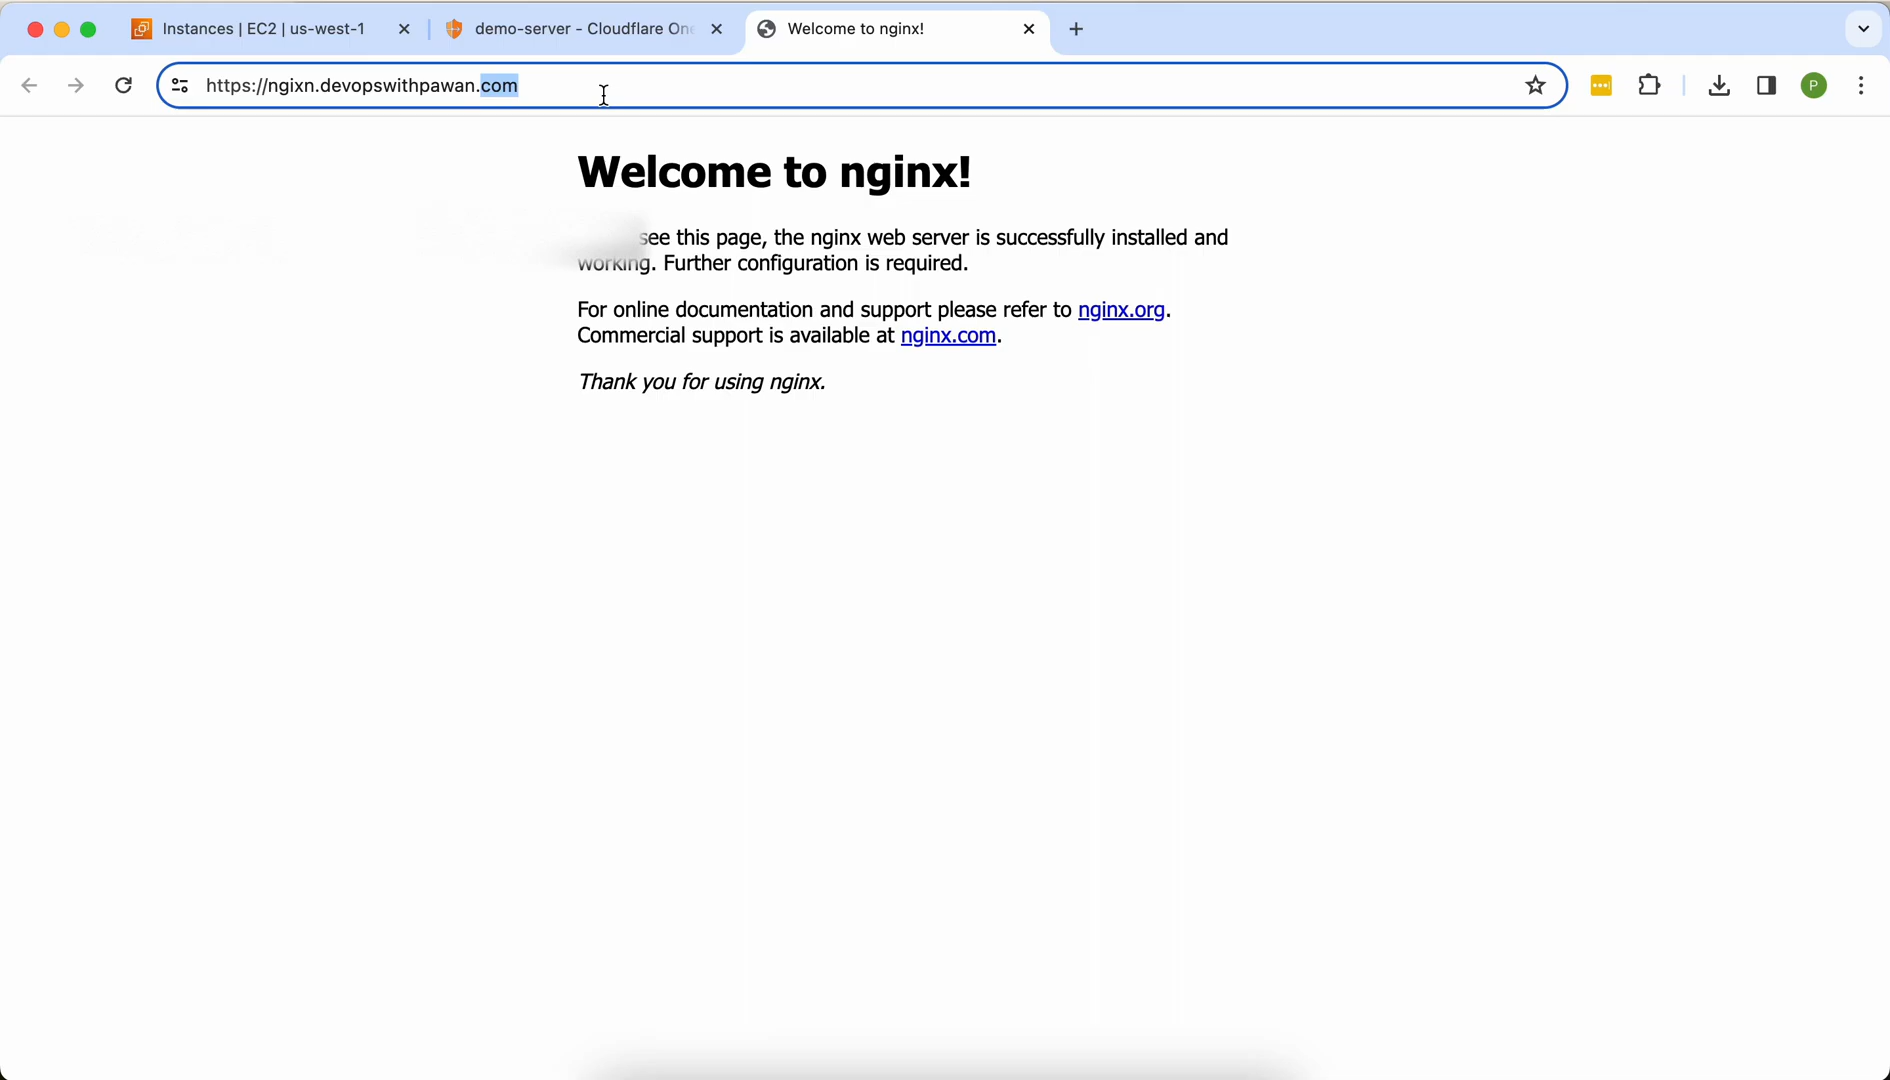 Instances | EC2 | us-west-1
demo-server - Cloudflare One
Welcome to nginx!
https://ngixn.devopswithpawan.com
P
Welcome to nginx!
see this page, the nginx web server is successfully installed and
working. Further configuration is required.
For online documentation and support please refer to nginx.org.
Commercial support is available at nginx.com.
Thank you for using nginx.